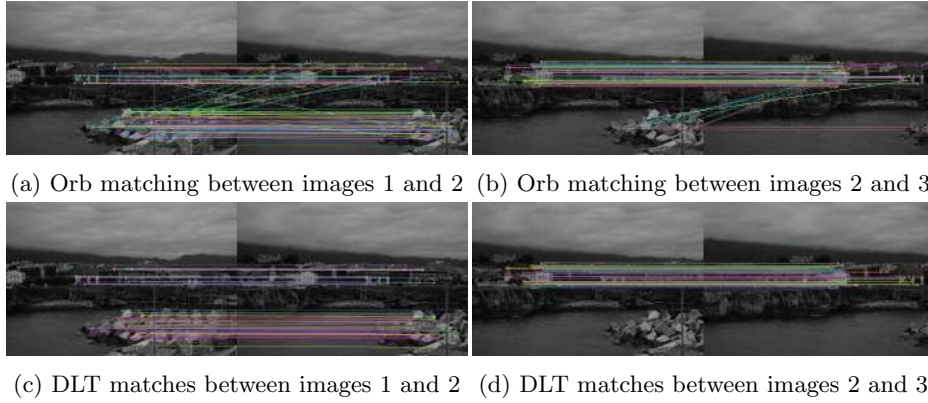 (a) Orb matching between images 1 and 2
(b) Orb matching between images 2 and 3
(c) DLT matches between images 1 and 2
(d) DLT matches between images 2 and 3